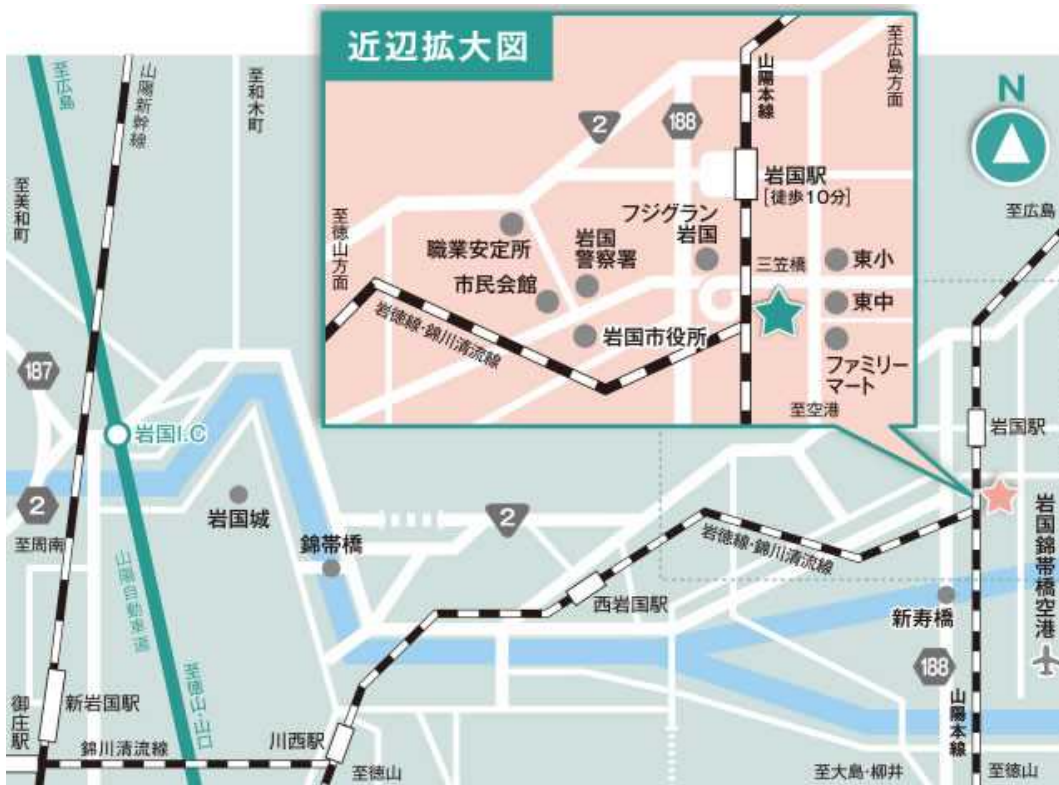 近辺拡大図
2
188
山陽本線
至広島方面
岩国駅
[徒歩10分]
フジグラン
岩国
至徳山方面
職業安定所
岩国
警察署
市民会館
三笠橋
東小
東中
岩徳線・錦川清流線
岩国市役所
ファミリー
マート
至空港
N
至広島
山陽新幹線
至和木町
至美和町
至広島
187
岩国I.C
2
至周南
岩国城
錦帯橋
2
岩徳線・錦川清流線
岩国駅
岩国錦帯橋空港
西岩国駅
新寿橋
188
山陽本線
山陽自動車道
至徳山・山口
御庄駅
新岩国駅
錦川清流線
川西駅
至徳山
至大島・柳井
至徳山